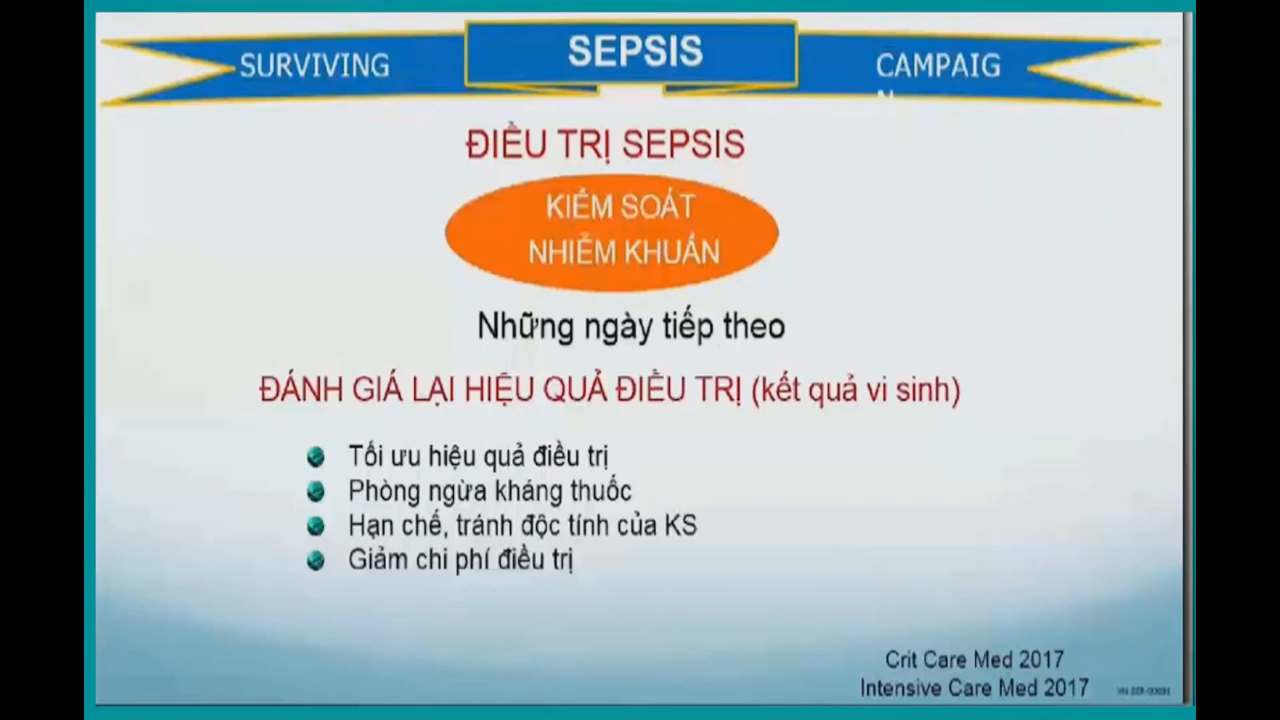 SURVIVING
SEPSIS
CAMPAIG
ĐIỀU TRỊ SEPSIS
KIỂM SOÁT
NHIỄM KHUẨN
Những ngày tiếp theo
ĐÁNH GIÁ LẠI HIỆU QUẢ ĐIỀU TRỊ (kết quả vi sinh)
Tối ưu hiệu quả điều trị
Phòng ngừa kháng thuốc
Hạn chế, tránh độc tính của KS
Giảm chi phí điều trị
Crit Care Med 2017
Intensive Care Med 2017